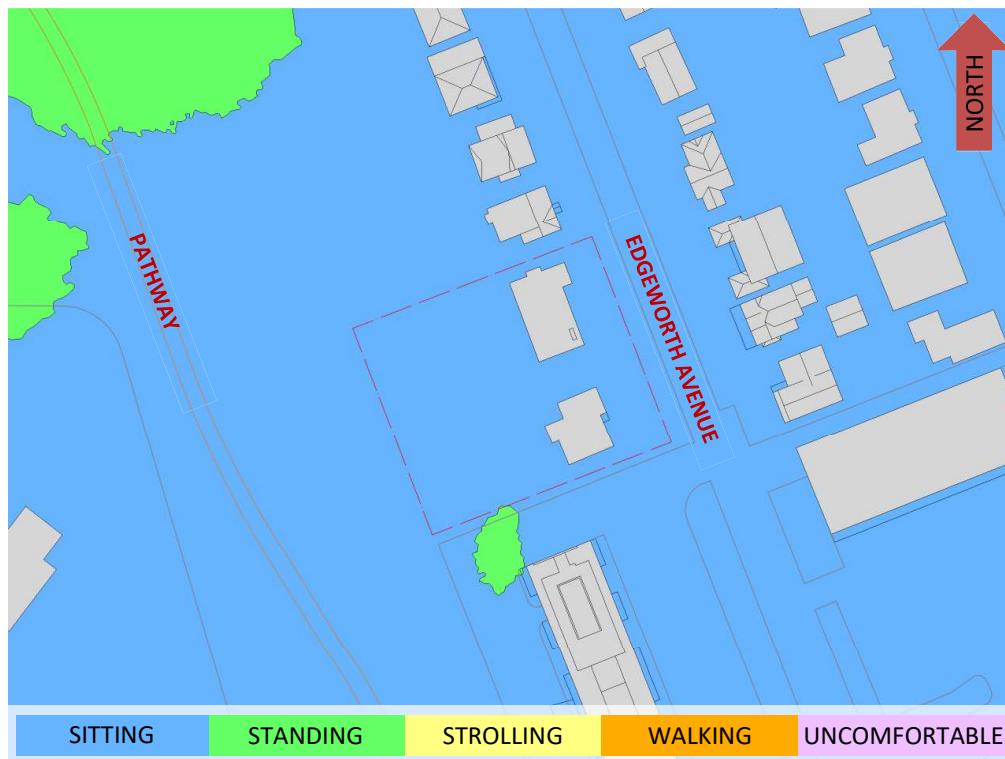 NORTH
PATHWAY
EDGEWORTH AVENUE
SITTING
STANDING
STROLLING
WALKING
UNCOMFORTABLE